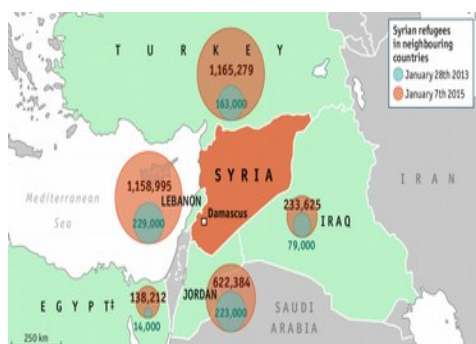 T U R K E Y
Syrian refugees
in neighbouring
countries
January 28th 2013
January 7th 2015
1,165,279
163,000
SYRIA
Mediterranean
Sea
1,158,995
LEBANON
229,000
Damascus
233,625
IRAQ
79,000
IRAN
138,212
EGYPT‡
14,000
JORDAN
622,384
223,000
SAUDI
ARABIA
250 km